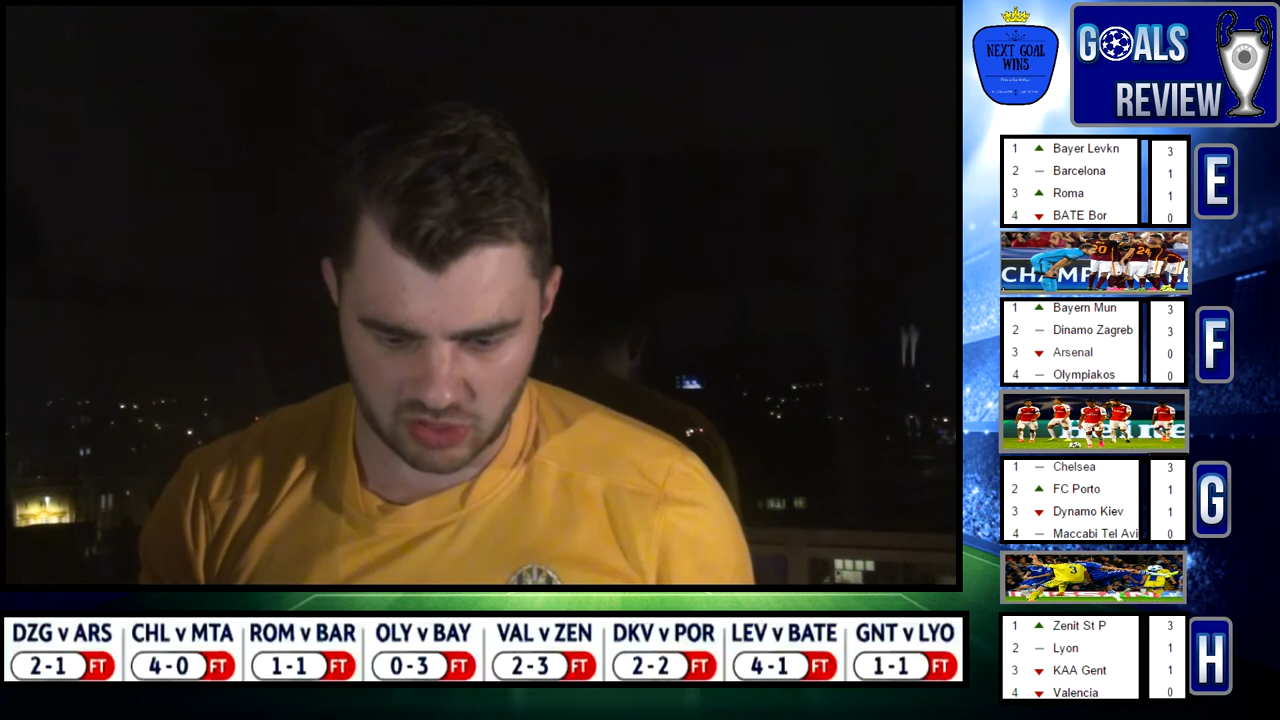 NEXT GOAL
WINS
GOALS
REVIEW
1 Bayer Levkn 3
2 Barcelona 1
3 Roma 1
4 BATE Bor 0
E
20 24
CHAMP
1 Bayern Mun 3
2 Dinamo Zagreb 3
3 Arsenal 0
4 Olympiakos 0
F
Heine
1 Chelsea 3
2 FC Porto 1
3 Dynamo Kiev 1
4 Maccabi Tel Avi 0
G
3
1 Zenit St P 3
2 Lyon 1
3 KAA Gent 1
4 Valencia 0
H
DZG v ARS CHL v MTA ROM v BAR OLY v BAY VAL v ZEN DKV v POR LEV v BATE GNT v LYO
2-1 FT 4-0 FT 1-1 FT 0-3 FT 2-3 FT 2-2 FT 4-1 FT 1-1 FT